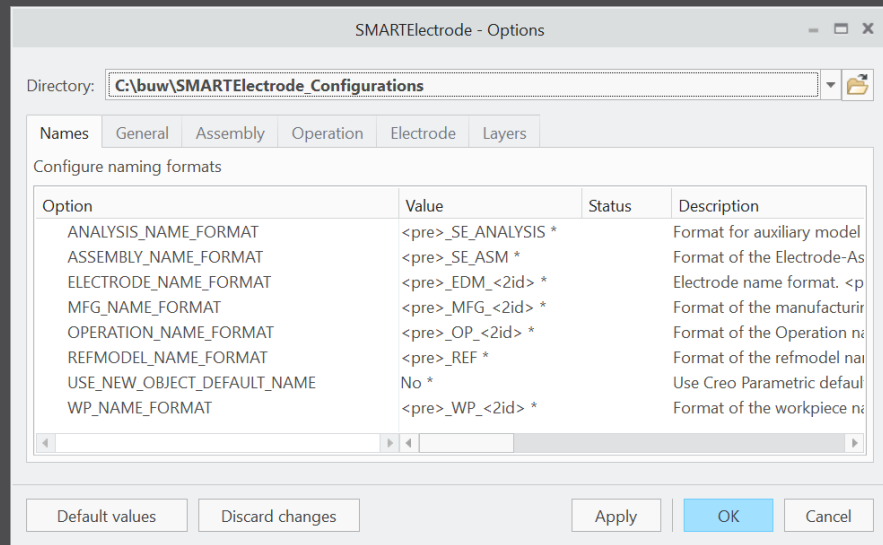 SMARTElectrode - Options
Directory: C:\buw\SMARTElectrode_Configurations
Names General Assembly Operation Electrode Layers
Configure naming formats
Option Value Status Description
ANALYSIS_NAME_FORMAT <pre>_SE_ANALYSIS * Format for auxiliary model
ASSEMBLY_NAME_FORMAT <pre>_SE_ASM * Format of the Electrode-As
ELECTRODE_NAME_FORMAT <pre>_EDM_<2id> * Electrode name format. <p
MFG_NAME_FORMAT <pre>_MFG_<2id> * Format of the manufacturin
OPERATION_NAME_FORMAT <pre>_OP_<2id> * Format of the Operation na
REFMODEL_NAME_FORMAT <pre>_REF * Format of the refmodel nam
USE_NEW_OBJECT_DEFAULT_NAME No * Use Creo Parametric default
WP_NAME_FORMAT <pre>_WP_<2id> * Format of the workpiece na
Default values Discard changes Apply OK Cancel